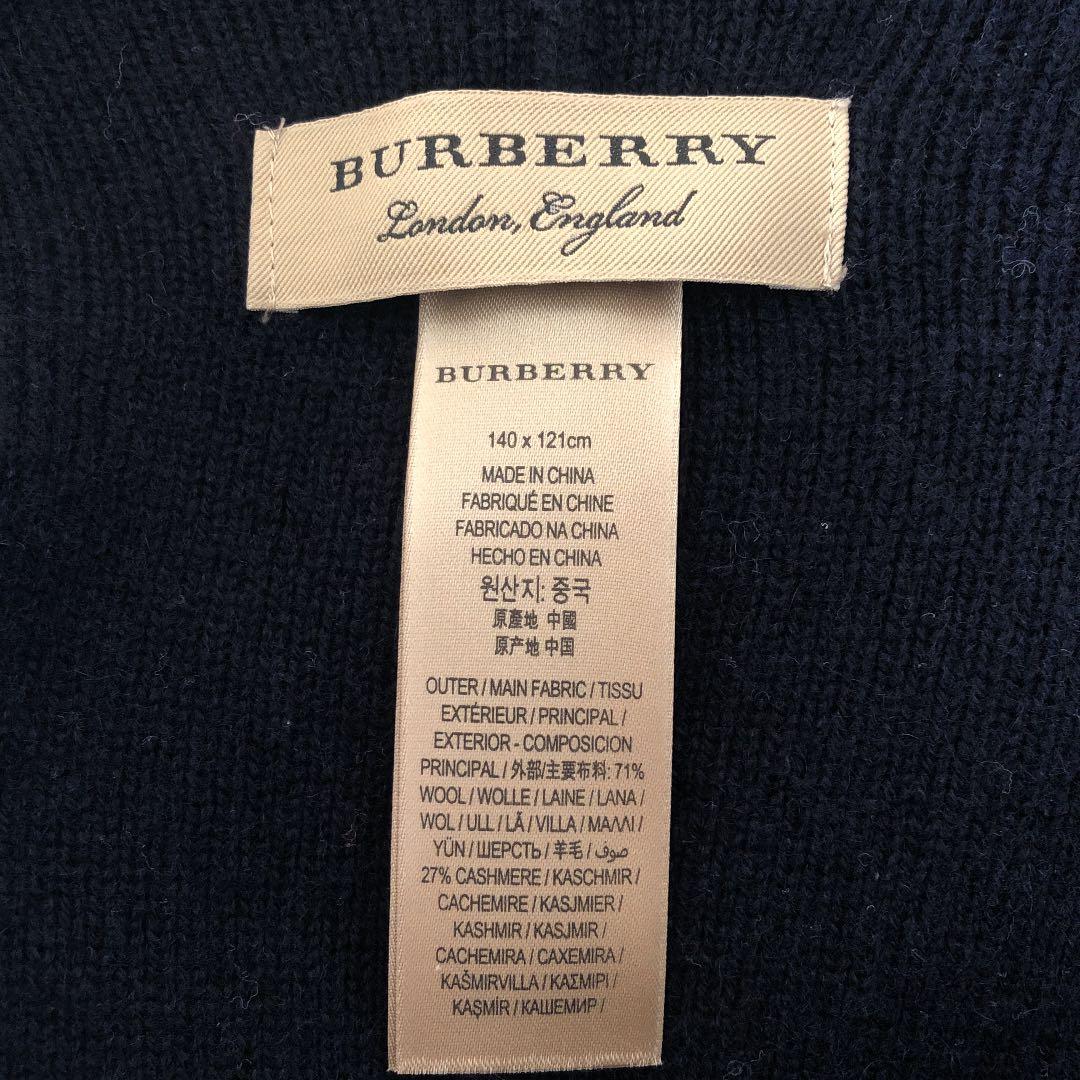 BURBERRY
London, England
BURBERRY
140 x 121cm
MADE IN CHINA
FABRIQUÉ EN CHINE
FABRICADO NA CHINA
HECHO EN CHINA
원산지: 중국
原產地 中國
原产地 中国
OUTER / MAIN FABRIC / TISSU
EXTÉRIEUR / PRINCIPAL /
EXTERIOR - COMPOSICION
PRINCIPAL / 外部/主要布料: 71%
WOOL / WOLLE / LAINE / LANA /
WOL / ULL / LÃ / VILLA / ΜΑΛΛΙ /
YÜN / ШЕРСТЬ / 羊毛 / صوف
27% CASHMERE / KASCHMIR /
CACHEMIRE / KASJMIER /
KASHMIR / KASJMIR /
CACHEMIRA / CAXEMIRA /
KAŠMIRVILLA / ΚΑΣΜΙΡΙ /
KAŞMİR / КАШЕМИР /